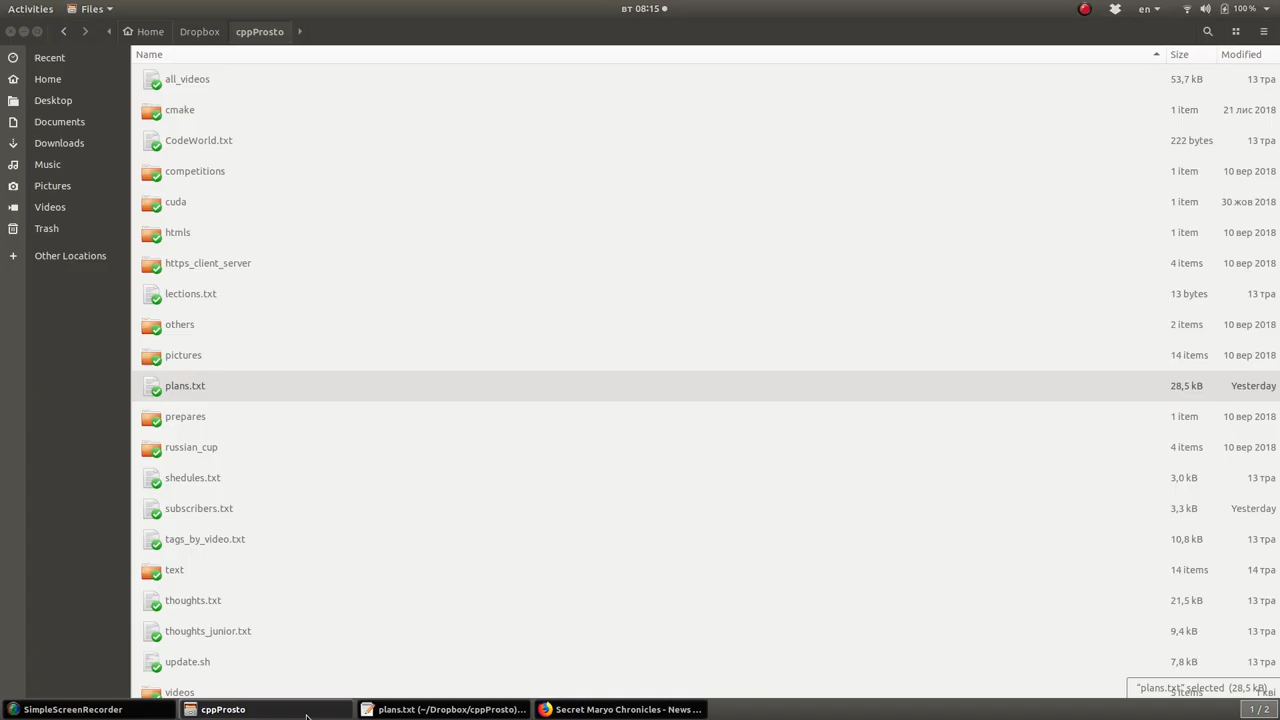 Activities Files вт 08:15 en 100 %
Home Dropbox cppProsto
Name Size Modified
Recent
Home
Desktop
Documents
Downloads
Music
Pictures
Videos
Trash
Other Locations
all_videos 53,7 kB 13 тра
cmake 1 item 21 лис 2018
CodeWorld.txt 222 bytes 13 тра
competitions 1 item 10 вер 2018
cuda 1 item 30 жов 2018
htmls 1 item 10 вер 2018
https_client_server 4 items 10 вер 2018
lections.txt 13 bytes 13 тра
others 2 items 10 вер 2018
pictures 14 items 10 вер 2018
plans.txt 28,5 kB Yesterday
prepares 1 item 10 вер 2018
russian_cup 4 items 10 вер 2018
shedules.txt 3,0 kB 13 тра
subscribers.txt 3,3 kB Yesterday
tags_by_video.txt 10,8 kB 13 тра
text 14 items 14 тра
thoughts.txt 21,5 kB 13 тра
thoughts_junior.txt 9,4 kB 13 тра
update.sh 7,8 kB 13 тра
videos
"plans.txt" selected (28,5 kB)
SimpleScreenRecorder cppProsto plans.txt (~/Dropbox/cppProsto)... Secret Maryo Chronicles - News ... 1 / 2